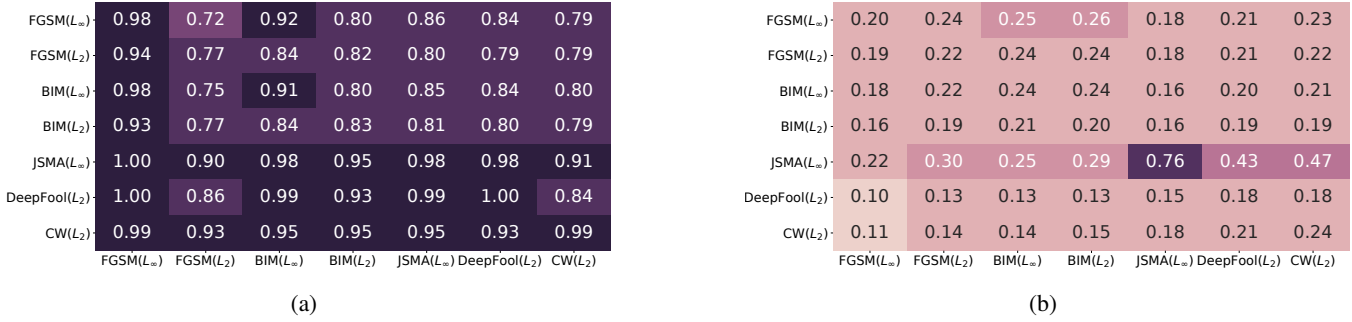 FGSM(L∞) 0.98 0.72 0.92 0.80 0.86 0.84 0.79
FGSM(L₂) 0.94 0.77 0.84 0.82 0.80 0.79 0.79
BIM(L∞) 0.98 0.75 0.91 0.80 0.85 0.84 0.80
BIM(L₂) 0.93 0.77 0.84 0.83 0.81 0.80 0.79
JSMA(L∞) 1.00 0.90 0.98 0.95 0.98 0.98 0.91
DeepFool(L₂) 1.00 0.86 0.99 0.93 0.99 1.00 0.84
CW(L₂) 0.99 0.93 0.95 0.95 0.95 0.93 0.99
FGSM(L∞) FGSM(L₂) BIM(L∞) BIM(L₂) JSMA(L∞) DeepFool(L₂) CW(L₂)
(a)
FGSM(L∞) 0.20 0.24 0.25 0.26 0.18 0.21 0.23
FGSM(L₂) 0.19 0.22 0.24 0.24 0.18 0.21 0.22
BIM(L∞) 0.18 0.22 0.24 0.24 0.16 0.20 0.21
BIM(L₂) 0.16 0.19 0.21 0.20 0.16 0.19 0.19
JSMA(L∞) 0.22 0.30 0.25 0.29 0.76 0.43 0.47
DeepFool(L₂) 0.10 0.13 0.13 0.13 0.15 0.18 0.18
CW(L₂) 0.11 0.14 0.14 0.15 0.18 0.21 0.24
FGSM(L∞) FGSM(L₂) BIM(L∞) BIM(L₂) JSMA(L∞) DeepFool(L₂) CW(L₂)
(b)